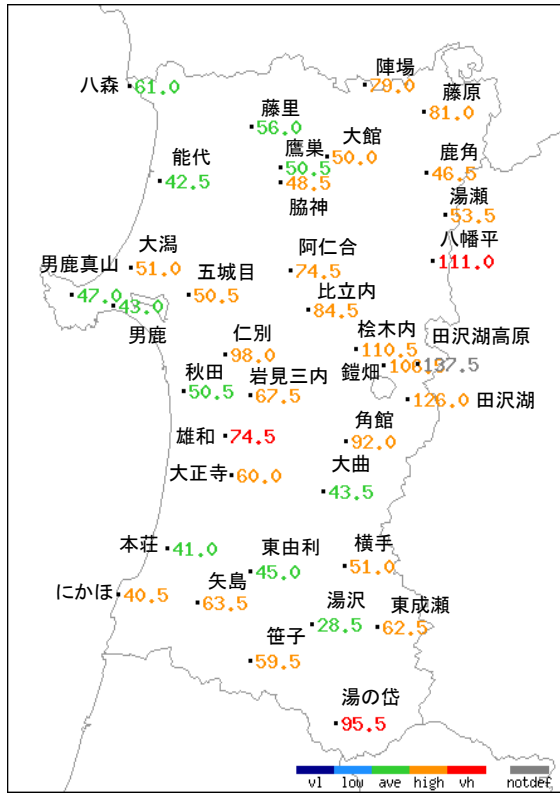 陣場
79.0
八森
61.0
藤原
81.0
藤里
56.0
大館
50.0
鷹巣
50.5
鹿角
46.5
能代
42.5
48.5
脇神
湯瀬
53.5
八幡平
111.0
大潟
51.0
阿仁合
74.5
男鹿真山
47.0
五城目
50.5
43.0
男鹿
比立内
84.5
仁別
98.0
桧木内
110.5
田沢湖高原
137.5
鎧畑
秋田
50.5
岩見三内
67.5
126.0
田沢湖
角館
92.0
雄和
74.5
大正寺
60.0
大曲
43.5
本荘
41.0
東由利
45.0
横手
51.0
にかほ
40.5
矢島
63.5
湯沢
28.5
東成瀬
62.5
笹子
59.5
湯の岱
95.5
vl low ave high vh notdef